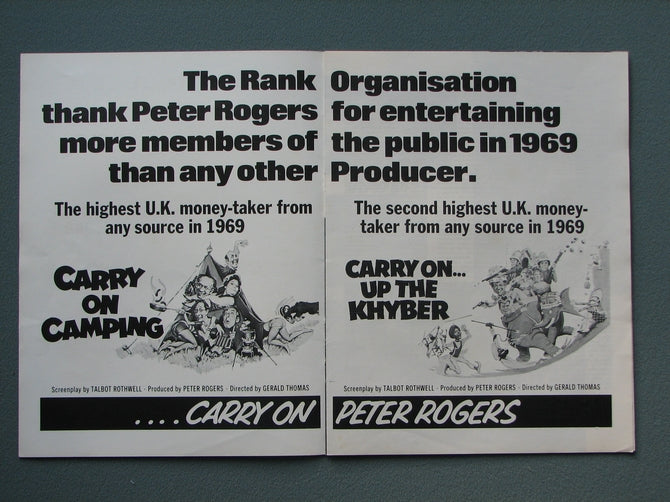 The Rank Organisation
thank Peter Rogers for entertaining
more members of the public in 1969
than any other Producer.
The highest U.K. money-taker from
any source in 1969
CARRY
ON
CAMPING
Screenplay by TALBOT ROTHWELL · Produced by PETER ROGERS · Directed by GERALD THOMAS
The second highest U.K. money-
taker from any source in 1969
CARRY ON...
UP THE
KHYBER
Screenplay by TALBOT ROTHWELL · Produced by PETER ROGERS · Directed by GERALD THOMAS
....CARRY ON PETER ROGERS